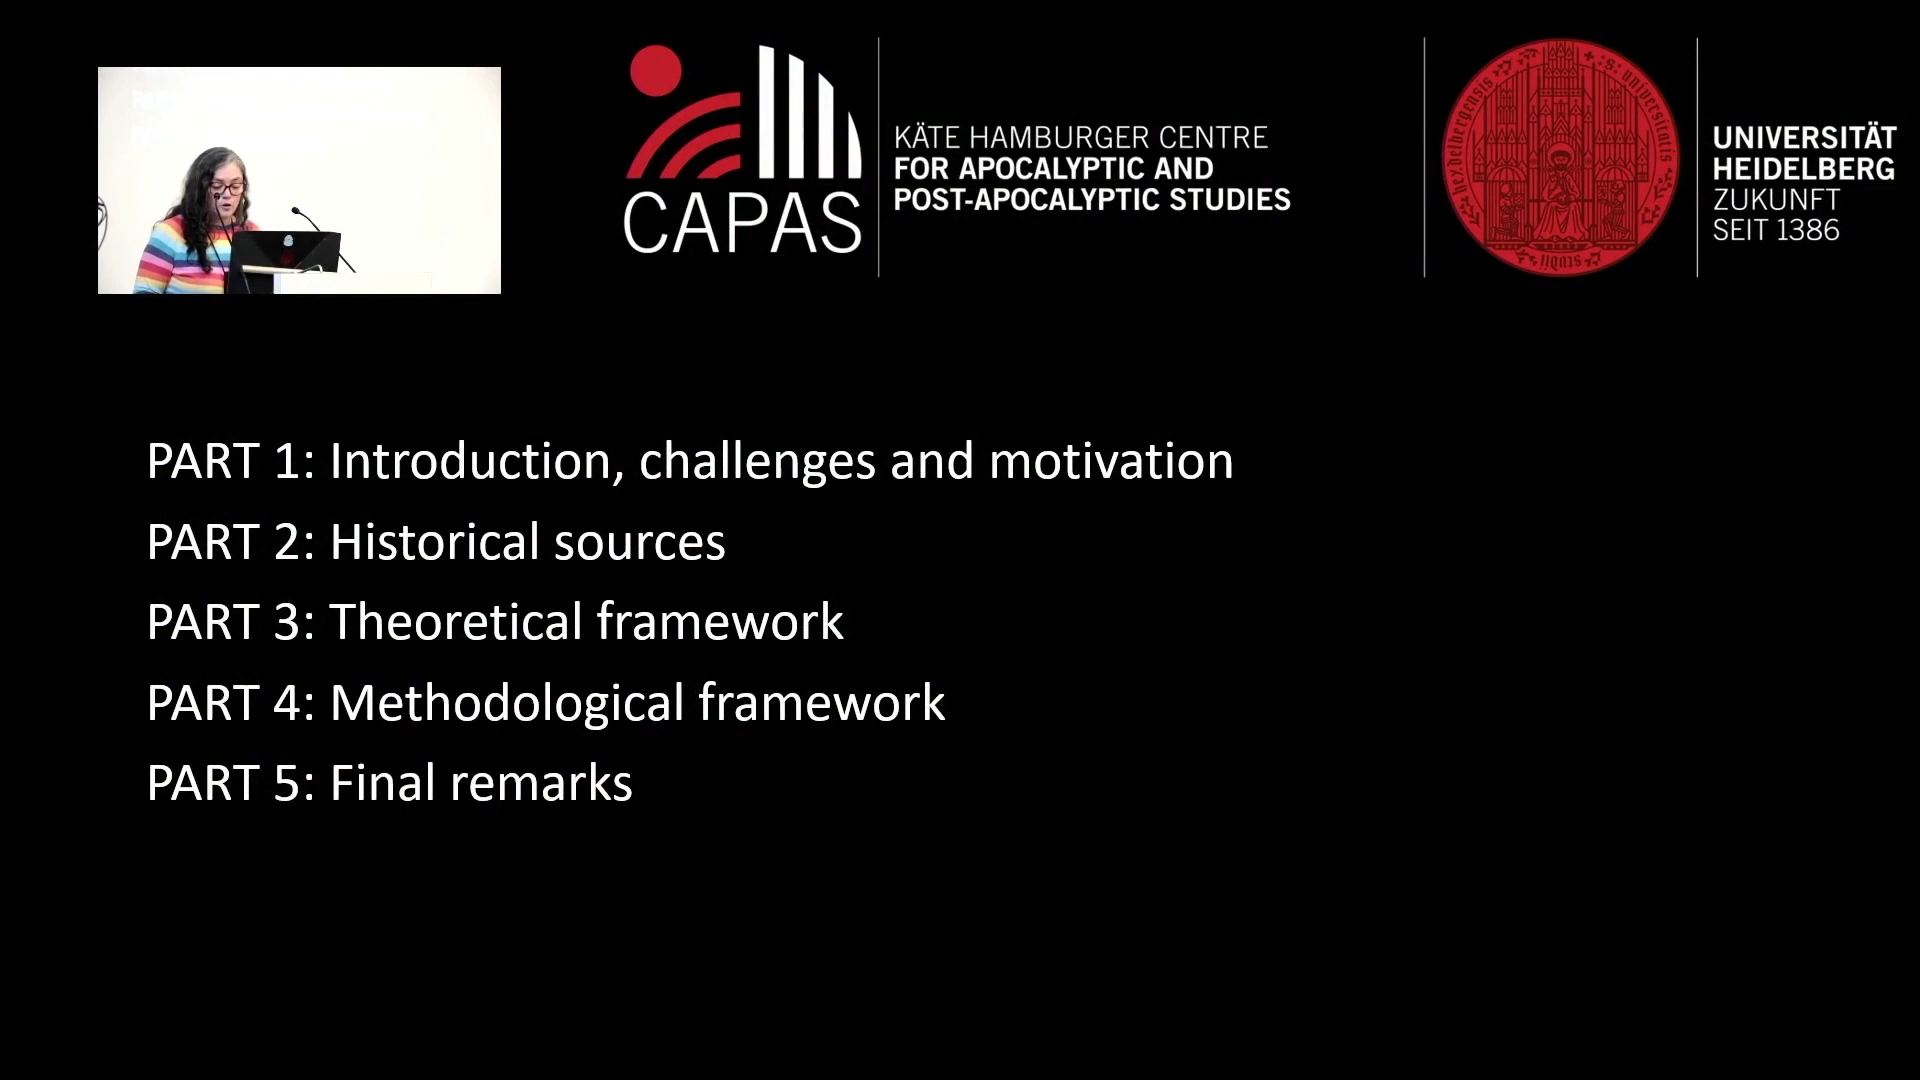 CAPAS
KÄTE HAMBURGER CENTRE
FOR APOCALYPTIC AND
POST-APOCALYPTIC STUDIES
UNIVERSITÄT
HEIDELBERG
ZUKUNFT
SEIT 1386
PART 1: Introduction, challenges and motivation
PART 2: Historical sources
PART 3: Theoretical framework
PART 4: Methodological framework
PART 5: Final remarks